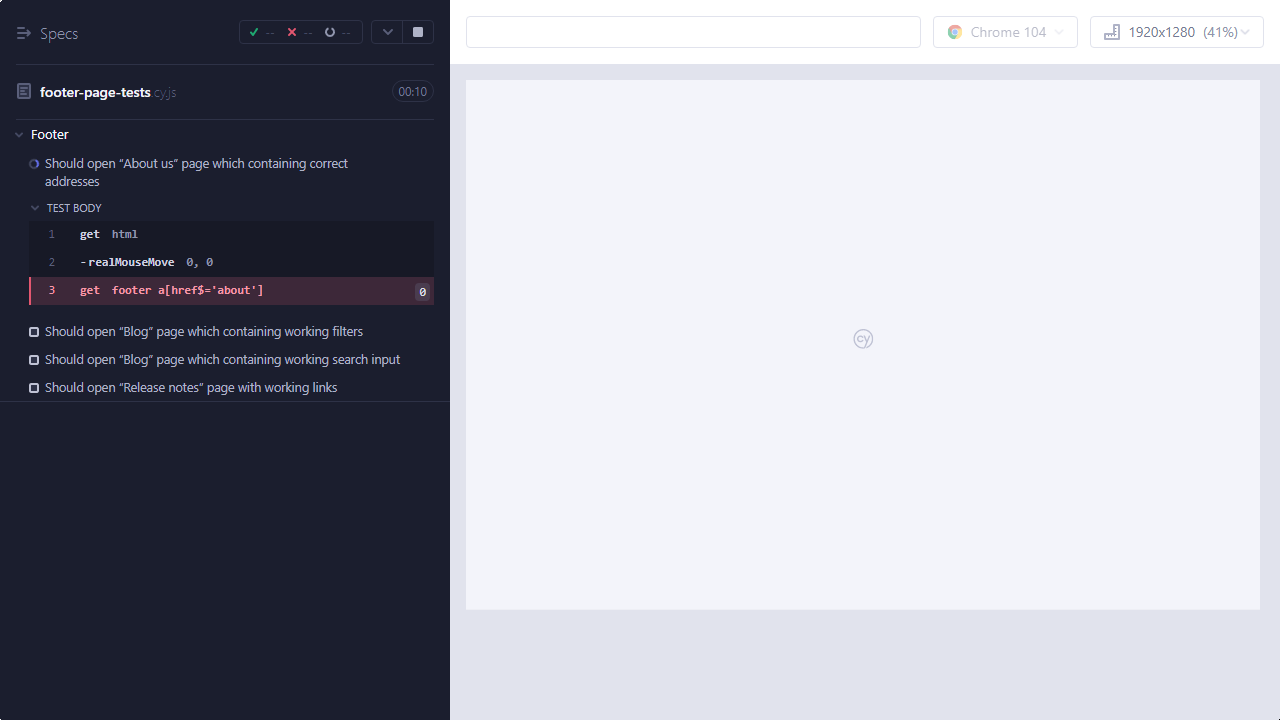 Specs
-- -- --
footer-page-tests cy.js
00:10
Footer
Should open “About us” page which containing correct
addresses
TEST BODY
1 get html
2 -realMouseMove 0, 0
3 get footer a[href$='about'] 0
Should open “Blog” page which containing working filters
Should open “Blog” page which containing working search input
Should open “Release notes” page with working links
Chrome 104
1920x1280 (41%)
cy